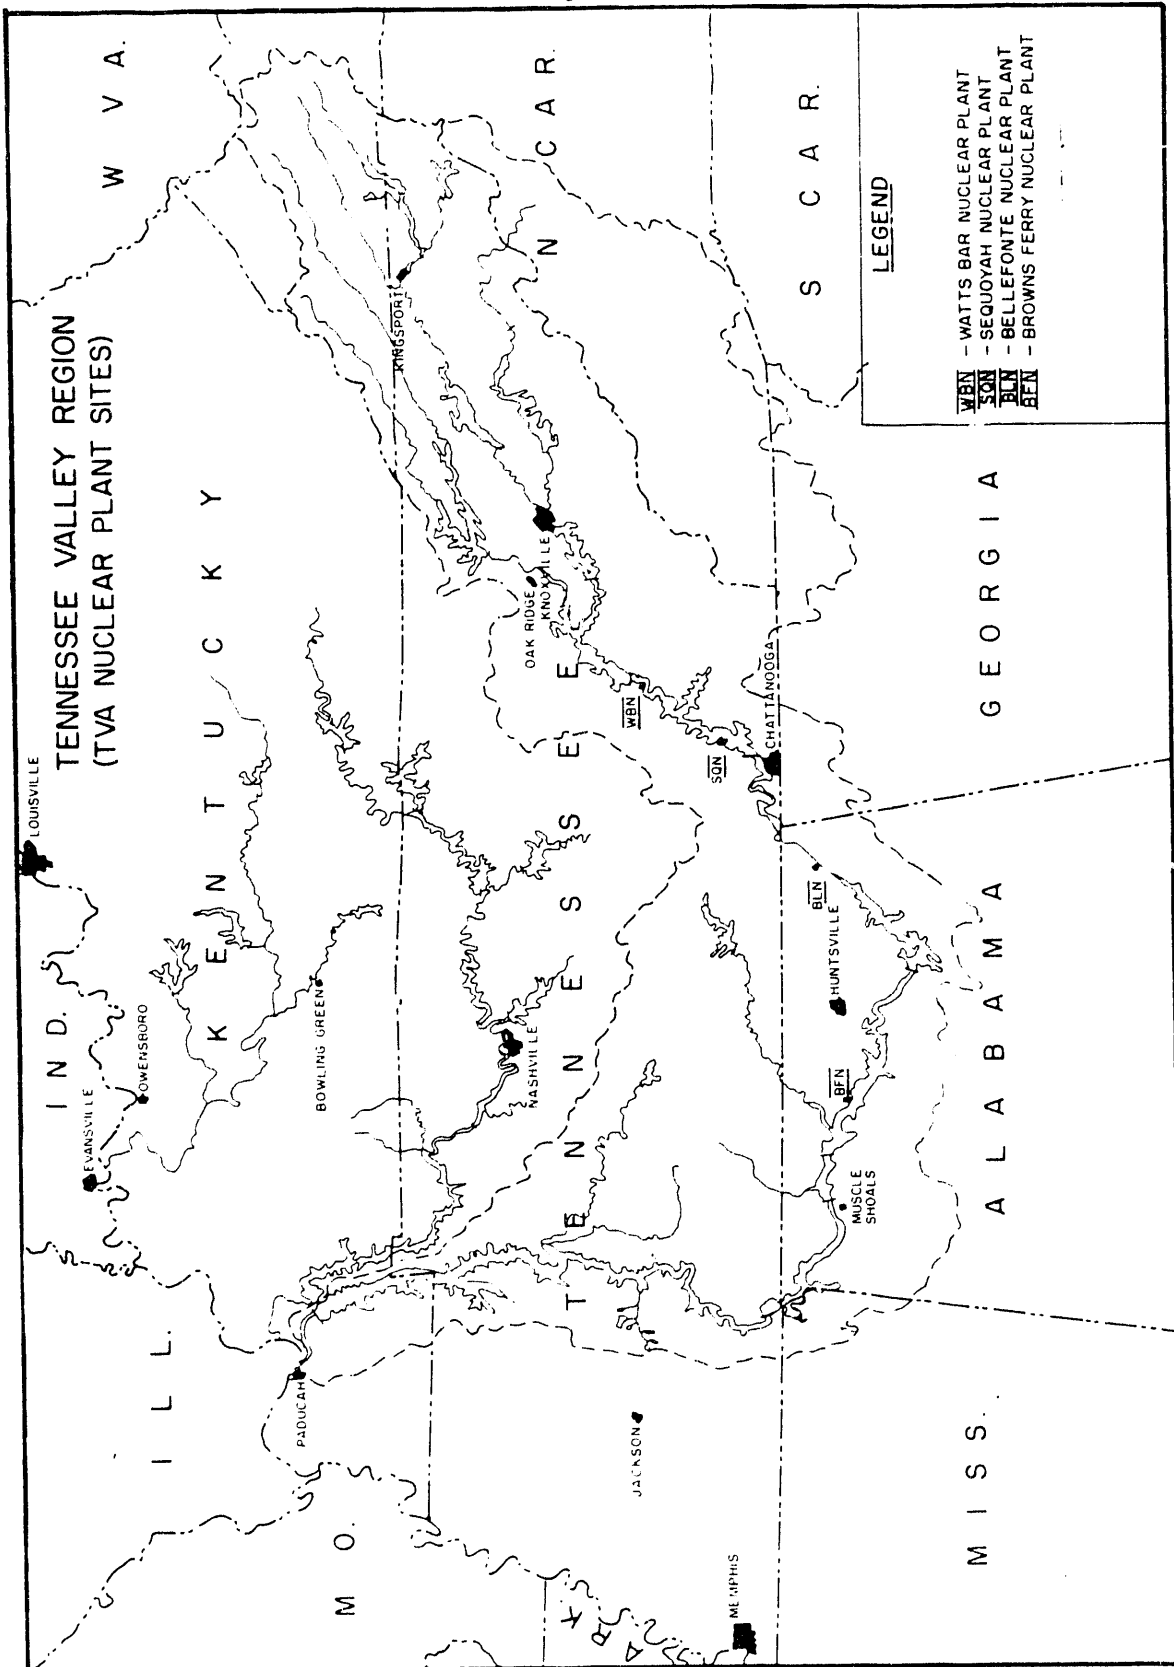 TENNESSEE VALLEY REGION
(TVA NUCLEAR PLANT SITES)
LOUISVILLE
IND.
EVANSVILLE
OWENSBORO
ILL.
W VA.
KENTUCKY
BOWLING GREEN
PADUCAH
MO.
KINGSPORT
N CAR.
NASHVILLE
OAK RIDGE
KNOXVILLE
TENNESSEE
ARK
JACKSON
MEMPHIS
WBN
SQN
CHATTANOOGA
S CAR.
BLN
HUNTSVILLE
BFN
MUSCLE
SHOALS
MISS.
ALABAMA
GEORGIA
LEGEND
WBN - WATTS BAR NUCLEAR PLANT
SQN - SEQUOYAH NUCLEAR PLANT
BLN - BELLEFONTE NUCLEAR PLANT
BFN - BROWNS FERRY NUCLEAR PLANT